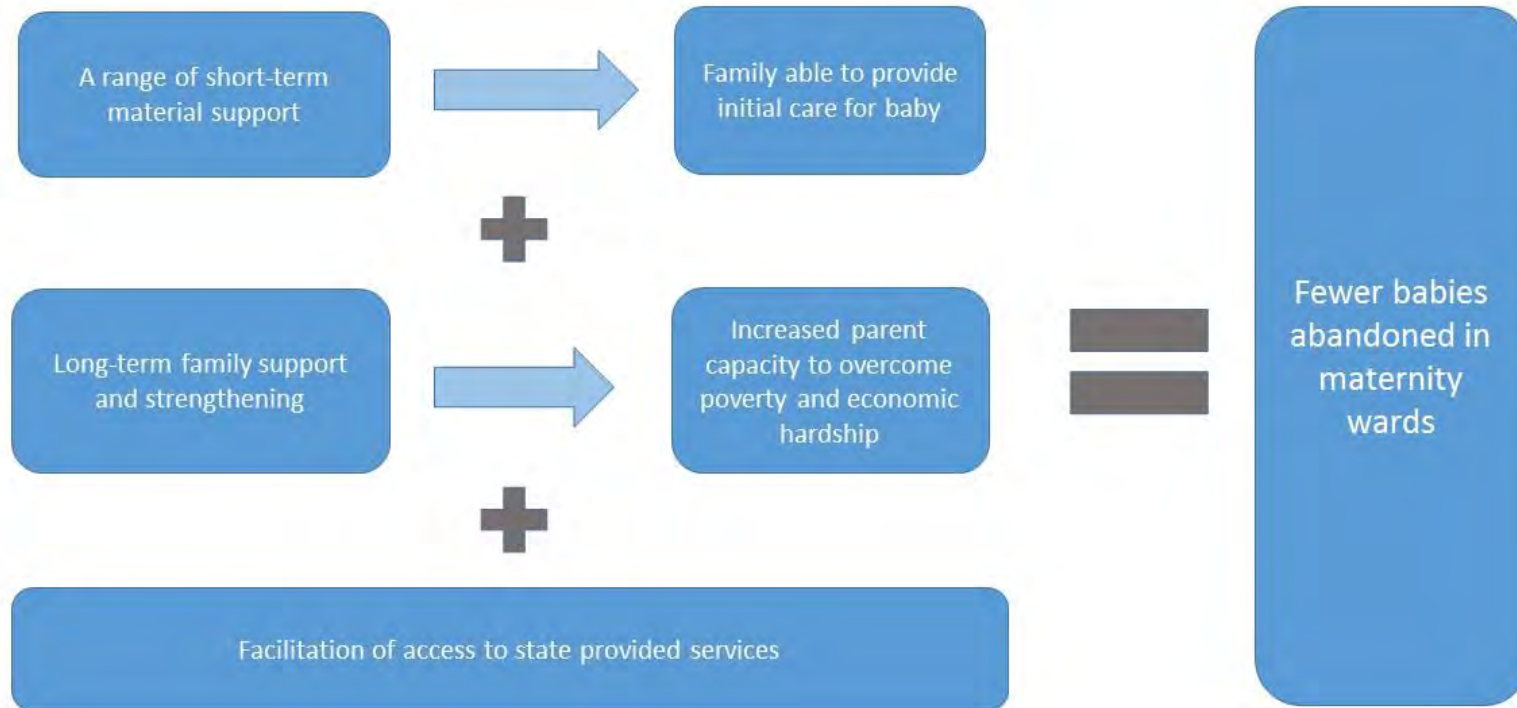 A range of short-term
material support
Family able to provide
initial care for baby
Long-term family support
and strengthening
Increased parent
capacity to overcome
poverty and economic
hardship
Facilitation of access to state provided services
Fewer babies
abandoned in
maternity
wards